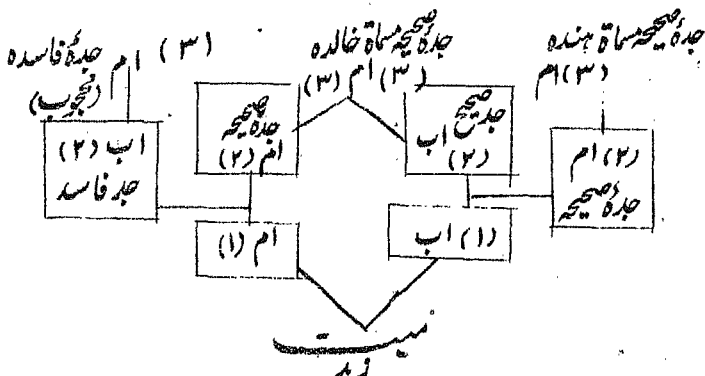 جدۂ صحیحہ مسماۃ ہندہ
(۳) ام
جدۂ صحیحہ مسماۃ خالدہ
(۳) ام (۳)
(۳) ام جدۂ فاسدہ
(محجوب)
(۲) ام
جدۂ صحیحہ
جد صحیح اب
(۲)
جدۂ صحیحہ
ام (۲)
اب (۲)
جد فاسد
(۱) اب
ام (۱)
میت
زید